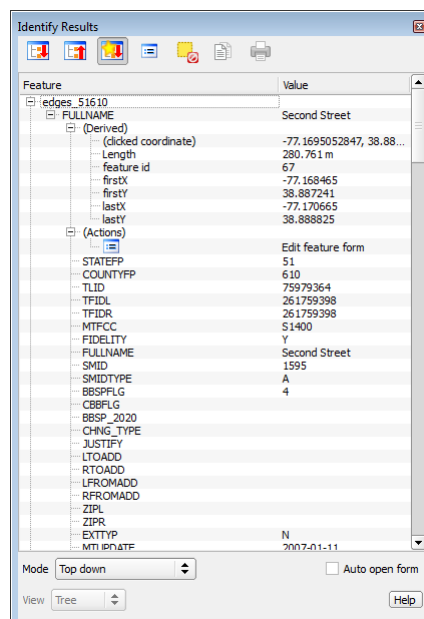 Identify Results
Feature Value
edges_51610
FULLNAME Second Street
(Derived)
(clicked coordinate) -77.1695052847, 38.88...
Length 280.761 m
feature id 67
firstX -77.168465
firstY 38.887241
lastX -77.170665
lastY 38.888825
(Actions)
Edit feature form
STATEFP 51
COUNTYFP 610
TLID 75979364
TFIDL 261759398
TFIDR 261759398
MTFCC S1400
FIDELITY Y
FULLNAME Second Street
SMID 1595
SMIDTYPE A
BBSPFLG 4
CBBFLG
BBSP_2020
CHNG_TYPE
JUSTIFY
LTOADD
RTOADD
LFROMADD
RFROMADD
ZIPL
ZIPR
EXTTYP N
MTUPDATE 2007-01-11
Mode Top down Auto open form
View Tree Help